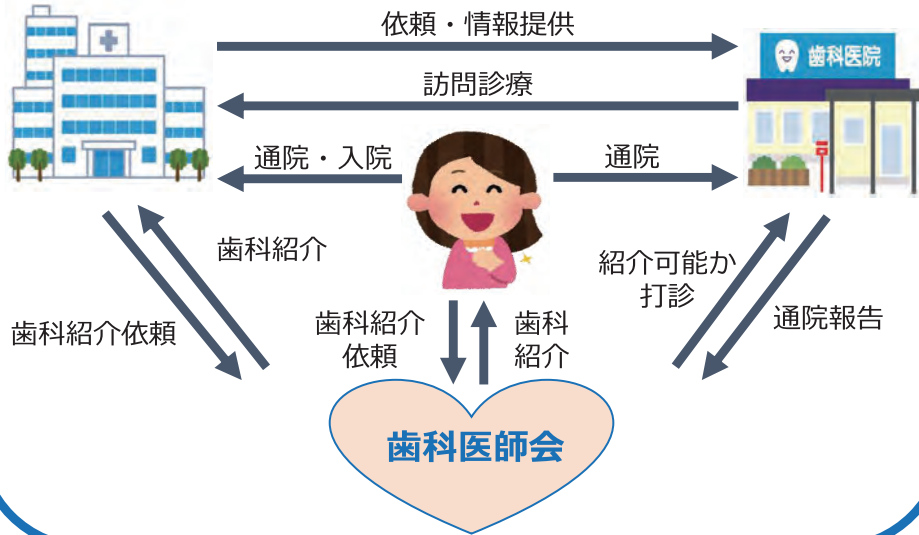 依頼・情報提供
歯科医院
訪問診療
通院・入院
通院
歯科紹介
歯科紹介依頼
歯科紹介
依頼
歯科
紹介
紹介可能か
打診
通院報告
歯科医師会